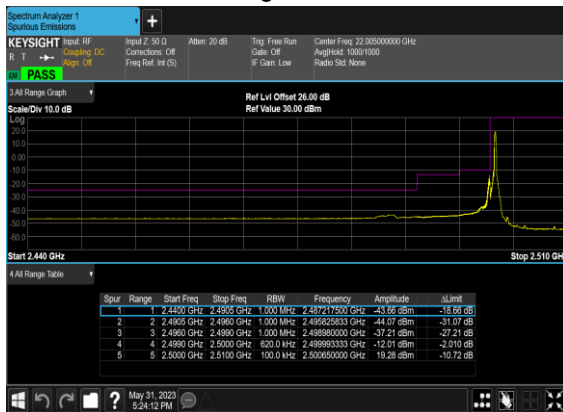 Spectrum Analyzer 1
Spurious Emissions
+
KEYSIGHT Input: RF Input Z: 50 Ω Atten: 20 dB Trig: Free Run Center Freq: 22.005000000 GHz
R T Coupling: DC Corrections: Off Gate: Off Avg|Hold: 1000/1000
Align: Off Freq Ref: Int (S) IF Gain: Low Radio Std: None
PASS
3 All Range Graph
Ref Lvl Offset 26.00 dB
Scale/Div 10.0 dB Ref Value 30.00 dBm
Log
20.0
10.0
0.00
-10.0
-20.0
-30.0
-40.0
-50.0
-60.0
Start 2.440 GHz Stop 2.510 GH
4 All Range Table
Spur Range Start Freq Stop Freq RBW Frequency Amplitude ΔLimit
1 1 2.4400 GHz 2.4905 GHz 1.000 MHz 2.487217500 GHz -43.66 dBm -18.66 dB
2 2 2.4905 GHz 2.4960 GHz 1.000 MHz 2.495825833 GHz -44.07 dBm -31.07 dB
3 3 2.4960 GHz 2.4990 GHz 1.000 MHz 2.498980000 GHz -37.21 dBm -27.21 dB
4 4 2.4990 GHz 2.5000 GHz 620.0 kHz 2.499993333 GHz -12.01 dBm -2.010 dB
5 5 2.5000 GHz 2.5100 GHz 100.0 kHz 2.500650000 GHz 19.28 dBm -10.72 dB
? May 31, 2023
5:24:12 PM